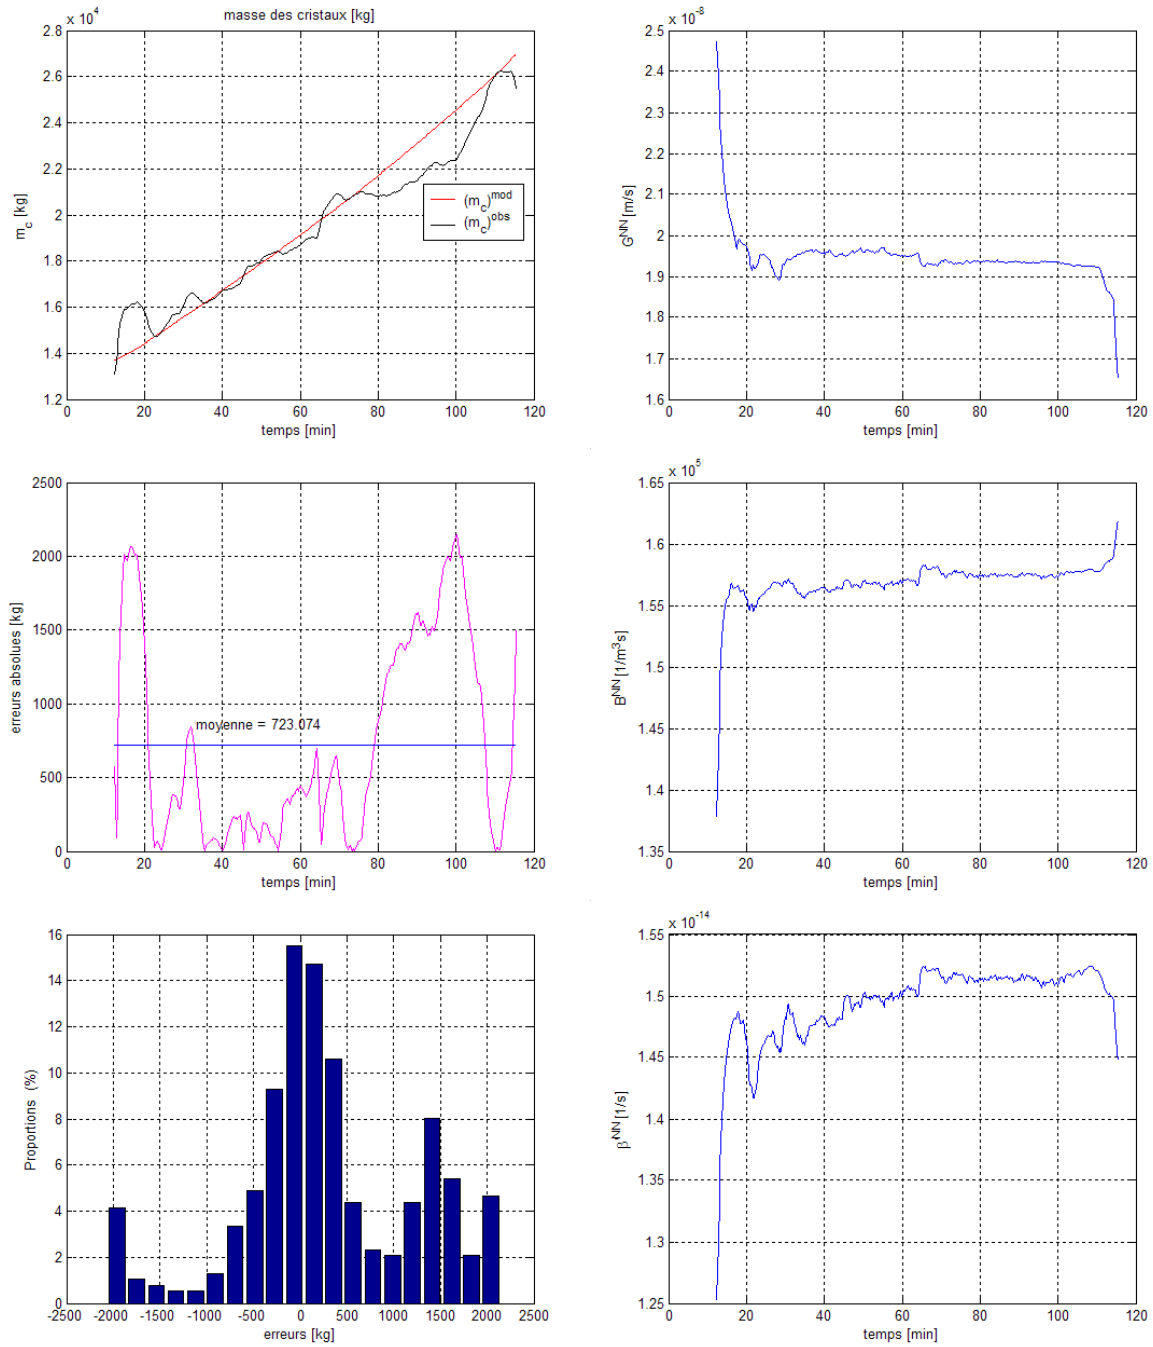 masse des cristaux [kg]
x 10^4
2.8
2.6
2.4
2.2
2
1.8
1.6
1.4
1.2
m_c [kg]
(m_c)^mod
(m_c)^obs
0 20 40 60 80 100 120
temps [min]
x 10^-8
2.5
2.4
2.3
2.2
2.1
2
1.9
1.8
1.7
1.6
G^NN [m/s]
0 20 40 60 80 100 120
temps [min]
2500
2000
1500
1000
500
0
erreurs absolues [kg]
moyenne = 723.074
0 20 40 60 80 100 120
temps [min]
x 10^5
1.65
1.6
1.55
1.5
1.45
1.4
1.35
B^NN [1/m^3s]
0 20 40 60 80 100 120
temps [min]
16
14
12
10
8
6
4
2
0
Proportions (%)
-2500 -2000 -1500 -1000 -500 0 500 1000 1500 2000 2500
erreurs [kg]
x 10^-14
1.55
1.5
1.45
1.4
1.35
1.3
1.25
β^NN [1/s]
0 20 40 60 80 100 120
temps [min]